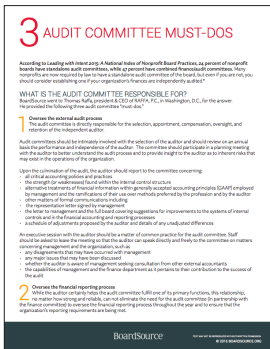 3 AUDIT COMMITTEE MUST-DOS
According to Leading with Intent 2015: A National Index of Nonprofit Board Practices, 24 percent of nonprofit
boards have standalone audit committees, while 47 percent have combined finance/audit committees. Many
nonprofits are now required by law to have a standalone committee of the board, but even if you are not, you
should consider establishing one if your organization's finances are independently audited.*
WHAT IS THE AUDIT COMMITTEE RESPONSIBLE FOR?
BoardSource went to Thomas Raffa, president & CEO of RAFFA, P.C., in Washington, D.C., for the answer.
He provided the following three audit committee "must-dos."
1 Oversee the external audit process
The audit committee is directly responsible for the selection, appointment, compensation, oversight, and
retention of the independent auditor.
Audit committees should be intimately involved with the selection of the auditor and should review on an annual
basis the performance and independence of the auditor. The committee should participate in a planning meeting
with the auditor to better understand the audit process and to provide insight to the auditor as to inherent risks that
may exist in the operations of the organization.
Upon the culmination of the audit, the auditor should report to the committee concerning:
• all critical accounting policies and practices
• the strength (or weaknesses) found within the internal control structure
• alternative treatments of financial information within generally accepted accounting principles (GAAP) employed
by management and the ramifications of their use own methods preferred by the profession and by the auditor
• other matters of formal communications including
• the representation letter signed by management
• the letter to management and the full board covering suggestions for improvements to the systems of internal
controls and in the financial accounting and reporting processes
• a schedule of adjustments proposed by the auditor and details of any unadjusted differences.
An executive session with the auditor should be a matter of common practice for the audit committee. Staff
should be asked to leave the meeting so that the auditor can speak directly and freely to the committee on matters
concerning management and the organization, such as
• any disagreements that may have occurred with management
• any major issues that may have been discussed
• whether the auditor is aware of management seeking consultation from other external accountants
• the capabilities of management and the finance department as it pertains to their contribution to the success of
the audit
2 Oversee the financial reporting process
While the auditor certainly helps the audit committee fulfill one of its primary functions, this relationship,
no matter how strong and reliable, can not eliminate the need for the audit committee (in partnership with
the finance committee) to oversee the financial reporting process throughout the year and to ensure that the
organization's reporting requirements are being met.
BoardSource
© 2016 BOARDSOURCE.ORG